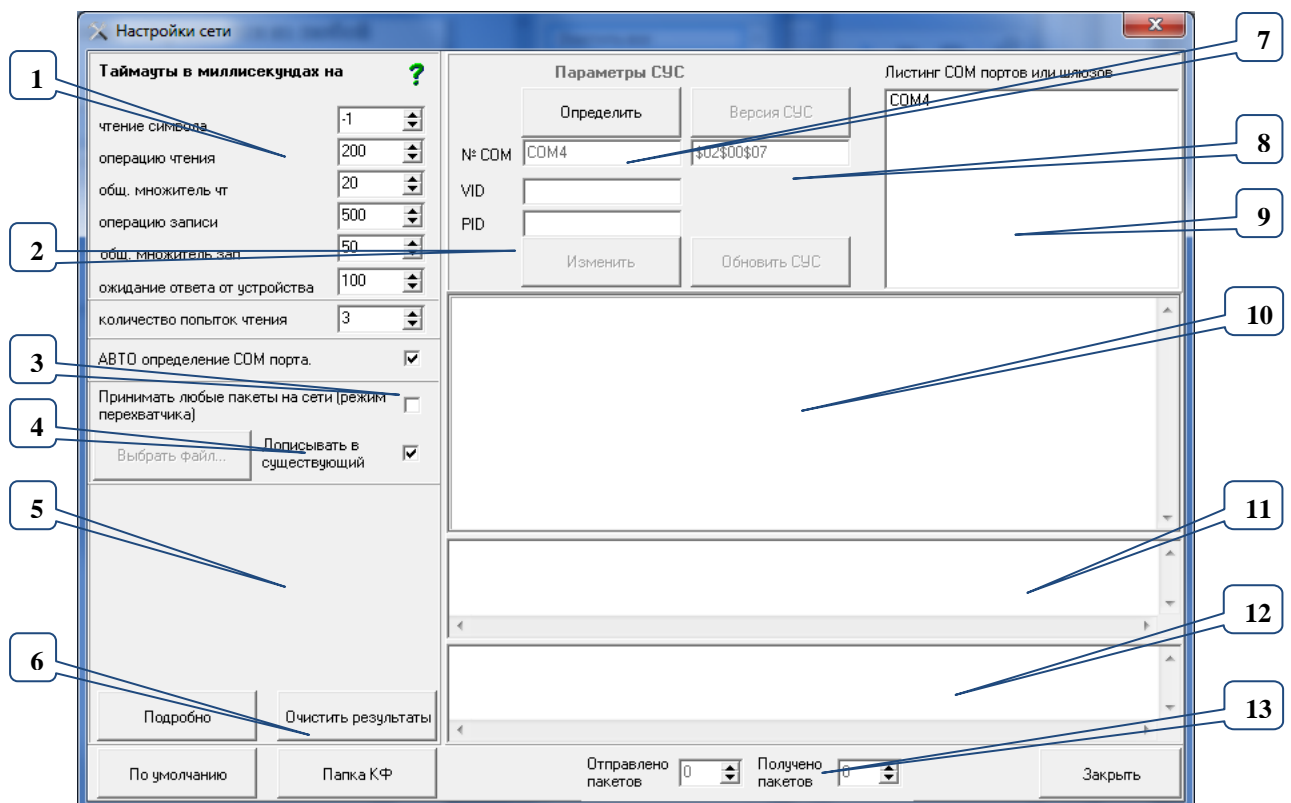 Настройки сети
Таймауты в миллисекундах на
?
чтение символа
-1
операцию чтения
200
общ. множитель чт
20
операцию записи
500
общ. множитель зап
50
ожидание ответа от устройства
100
количество попыток чтения
3
АВТО определение COM порта.
Принимать любые пакеты на сети (режим
перехватчика)
Выбрать файл...
Дописывать в
существующий
Подробно
Очистить результаты
По умолчанию
Папка КФ
Параметры СУС
Определить
Версия СУС
№ COM
COM4
$02$00$07
VID
PID
Изменить
Обновить СУС
Листинг COM портов или шлюзов
COM4
Отправлено
пакетов
0
Получено
пакетов
0
Закрыть
1
2
3
4
5
6
7
8
9
10
11
12
13